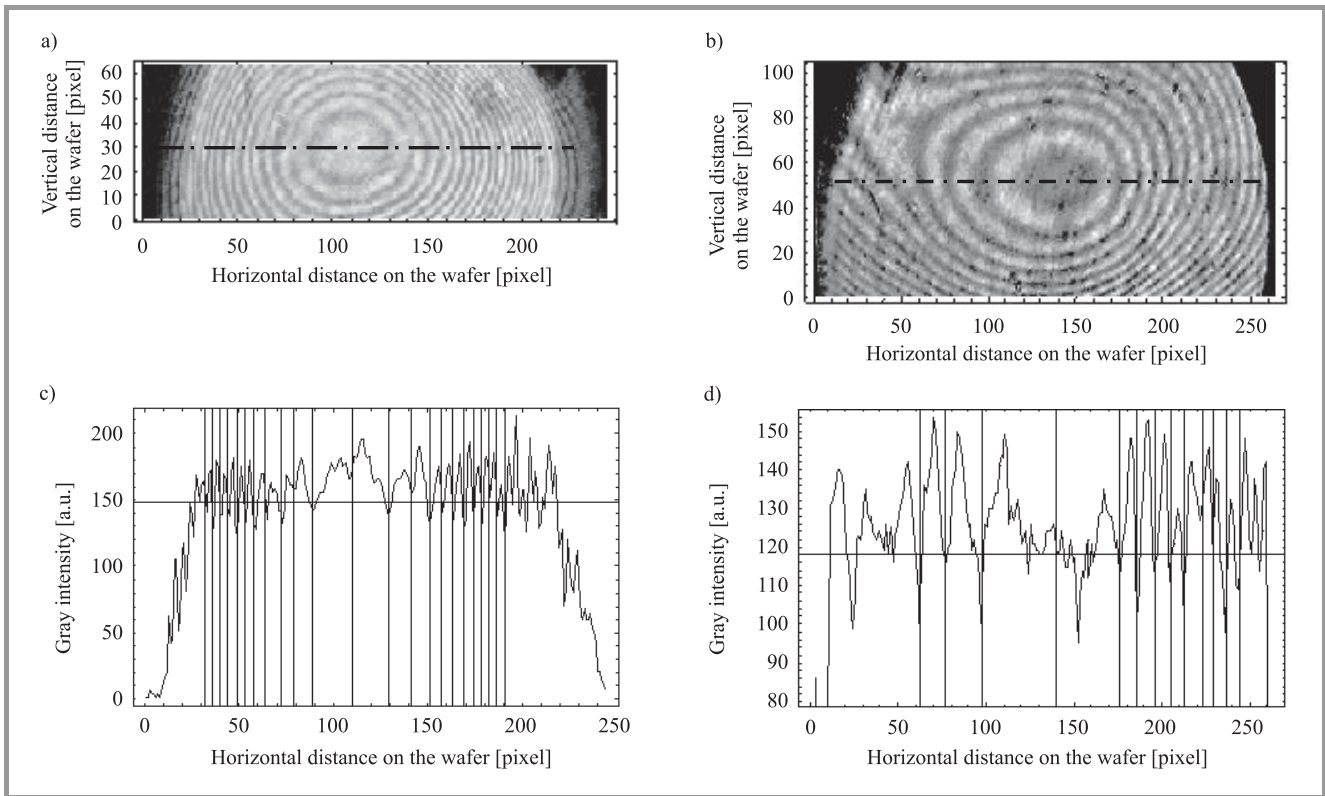 a)
Vertical distance
on the wafer [pixel]
60
50
40
30
20
10
0
0 50 100 150 200
Horizontal distance on the wafer [pixel]
b)
Vertical distance
on the wafer [pixel]
100
80
60
40
20
0
0 50 100 150 200 250
Horizontal distance on the wafer [pixel]
c)
Gray intensity [a.u.]
200
150
100
50
0
0 50 100 150 200 250
Horizontal distance on the wafer [pixel]
d)
Gray intensity [a.u.]
150
140
130
120
110
100
90
80
0 50 100 150 200 250
Horizontal distance on the wafer [pixel]